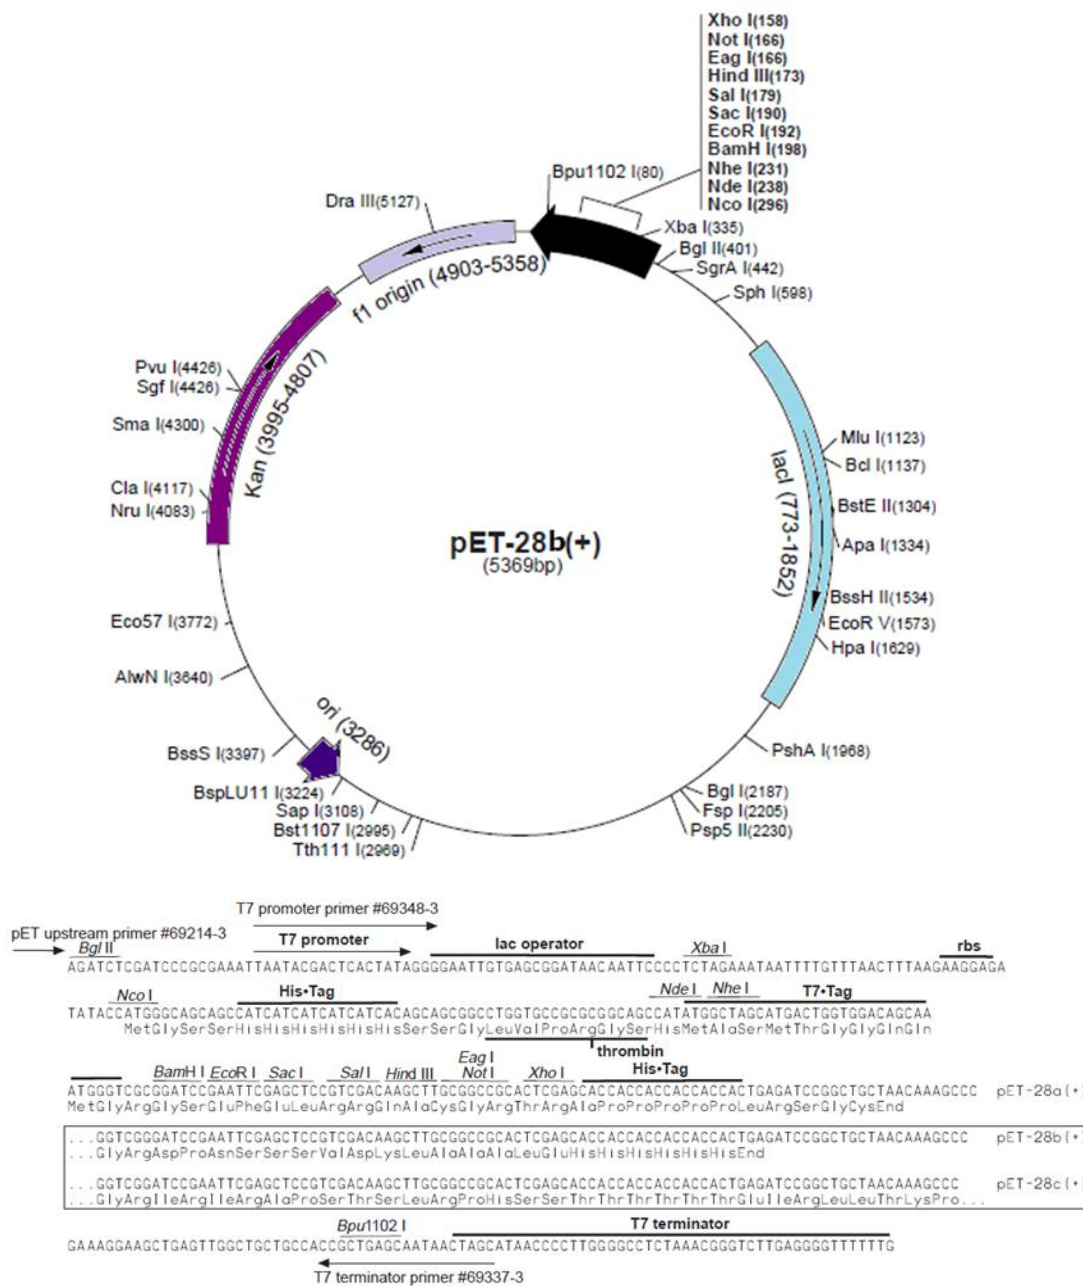 Xho I(158)
Not I(166)
Eag I(166)
Hind III(173)
Sal I(179)
Sac I(190)
EcoR I(192)
BamH I(198)
Nhe I(231)
Nde I(238)
Nco I(296)
Bpu1102 I(80)
Dra III(5127)
Xba I(335)
Bgl II(401)
SgrA I(442)
Sph I(598)
f1 origin (4903-5358)
Pvu I(4426)
Sgf I(4426)
Sma I(4300)
Kan (3995-4807)
Cla I(4117)
Nru I(4083)
lacI (773-1852)
Mlu I(1123)
Bcl I(1137)
BstE II(1304)
Apa I(1334)
pET-28b(+)
(5369bp)
BssH II(1534)
EcoR V(1573)
Hpa I(1629)
Eco57 I(3772)
AlwN I(3640)
ori (3286)
BssS I(3397)
PshA I(1968)
BspLU11 I(3224)
Sap I(3108)
Bst1107 I(2995)
Tth111 I(2969)
Bgl I(2187)
Fsp I(2205)
Psp5 II(2230)
T7 promoter primer #69348-3
pET upstream primer #69214-3
Bgl II T7 promoter lac operator Xba I rbs
AGATCTCGATCCCGCGAAATTAATACGACTCACTATAGGGGAATTGTGAGCGGATAACAATTCCCCTCTAGAAATAATTTTGTTTAACTTTAAGAAGGAGA
Nco I His•Tag Nde I Nhe I T7•Tag
TATACCATGGGCAGCAGCCATCATCATCATCATCACAGCAGCGGCCTGGTGCCGCGCGGCAGCCATATGGCTAGCATGACTGGTGGACAGCAA
MetGlySerSerHisHisHisHisHisHisSerSerGlyLeuValProArgGlySerHisMetAlaSerMetThrGlyGlyGlnGln
thrombin
BamH I EcoR I Sac I Sal I Hind III Eag I Not I Xho I His•Tag
ATGGGTCGCGGATCCGAATTCGAGCTCCGTCGACAAGCTTGCGGCCGCACTCGAGCACCACCACCACCACCACTGAGATCCGGCTGCTAACAAAGCCC pET-28a(+)
MetGlyArgGlySerGluPheGluLeuArgArgGlnAlaCysGlyArgThrArgAlaProProProProProLeuArgSerGlyCysEnd
...GGTCGGGATCCGAATTCGAGCTCCGTCGACAAGCTTGCGGCCGCACTCGAGCACCACCACCACCACCACTGAGATCCGGCTGCTAACAAAGCCC pET-28b(+)
...GlyArgAspProAsnSerSerSerValAspLysLeuAlaAlaAlaLeuGluHisHisHisHisHisHisEnd
...GGTCGGATCCGAATTCGAGCTCCGTCGACAAGCTTGCGGCCGCACTCGAGCACCACCACCACCACCACTGAGATCCGGCTGCTAACAAAGCCC pET-28c(+)
...GlyArgIleArgIleArgAlaProSerThrSerLeuArgProHisSerSerThrThrThrThrThrThrGluIleArgLeuLeuThrLysPro...
Bpu1102 I T7 terminator
GAAAGGAAGCTGAGTTGGCTGCTGCCACCGCTGAGCAATAACTAGCATAACCCCTTGGGGCCTCTAAACGGGTCTTGAGGGGTTTTTTG
T7 terminator primer #69337-3